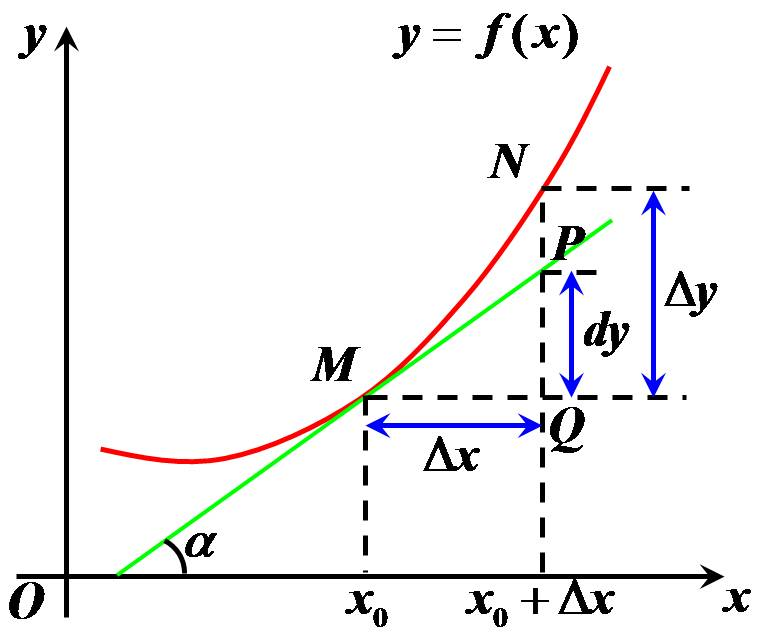 y
y = f(x)
N
P
Δy
dy
M
Q
Δx
α
O
x₀
x₀ + Δx
x